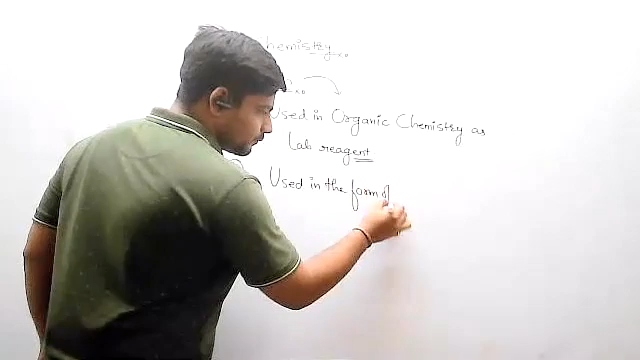 hemistry
Used in Organic Chemistry as
Lab reagent
Used in the form of